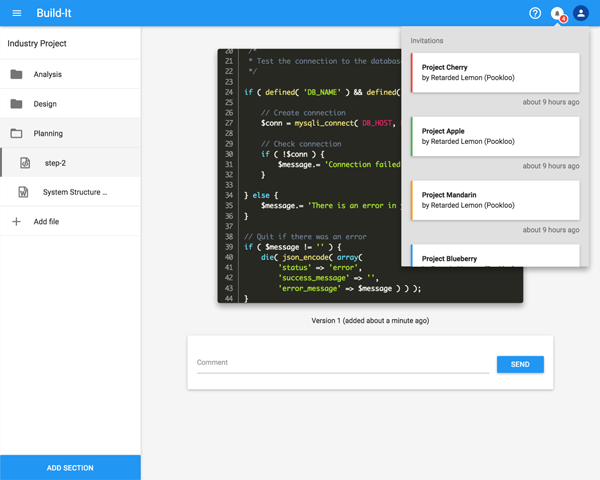 Build-It
4
Industry Project
Analysis
Design
Planning
step-2
System Structure ...
Add file
ADD SECTION
20 /*
21 * Test the connection to the database
22 */
23
24 if ( defined( 'DB_NAME' ) && defined(
25
26 // Create connection
27 $conn = mysqli_connect( DB_HOST,
28
29 // Check connection
30 if ( !$conn ) {
31 $message.= 'Connection failed
32 }
33
34 } else {
35 $message.= 'There is an error in
36 }
37
38 // Quit if there was an error
39 if ( $message != '' ) {
40 die( json_encode( array(
41 'status' => 'error',
42 'success_message' => '',
43 'error_message' => $message ) ) );
44 }
Version 1 (added about a minute ago)
Comment
SEND
Invitations
Project Cherry
by Retarded Lemon (Pookloo)
about 9 hours ago
Project Apple
by Retarded Lemon (Pookloo)
about 9 hours ago
Project Mandarin
by Retarded Lemon (Pookloo)
about 9 hours ago
Project Blueberry